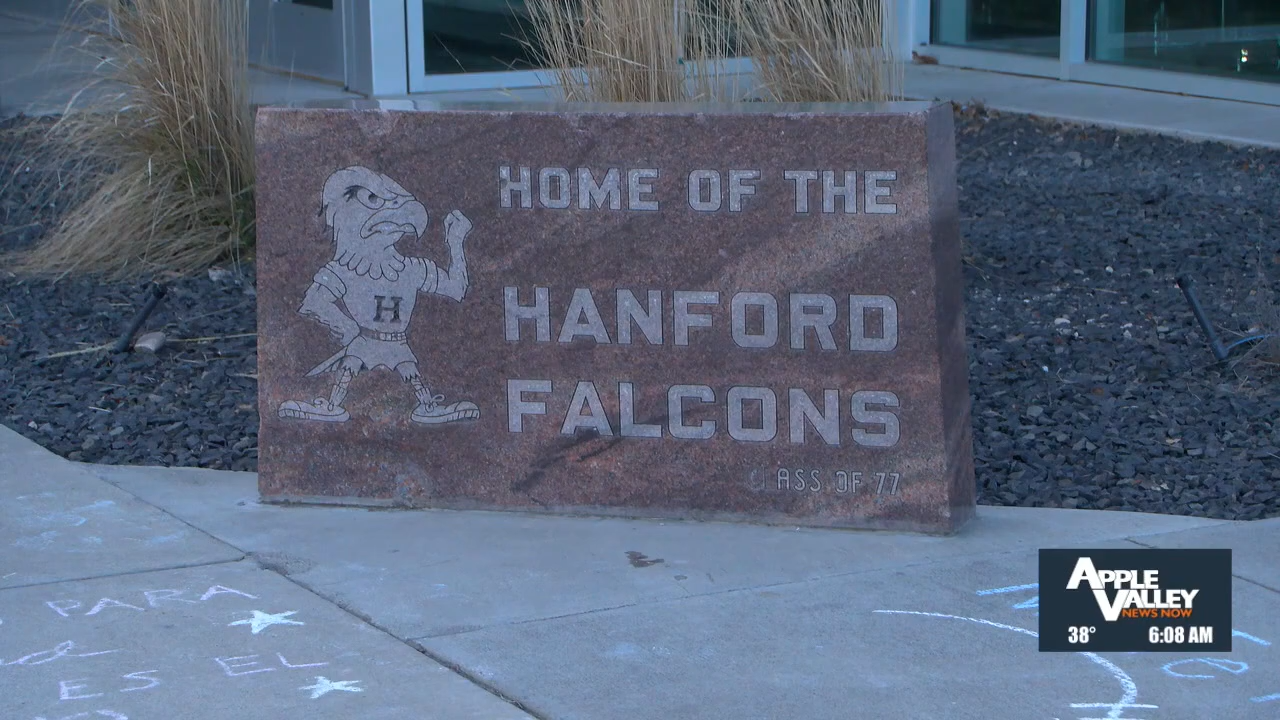 HOME OF THE
HANFORD
FALCONS
CLASS OF 77
H
PARA
ES EL
APPLE
VALLEY
NEWS NOW
38° 6:08 AM